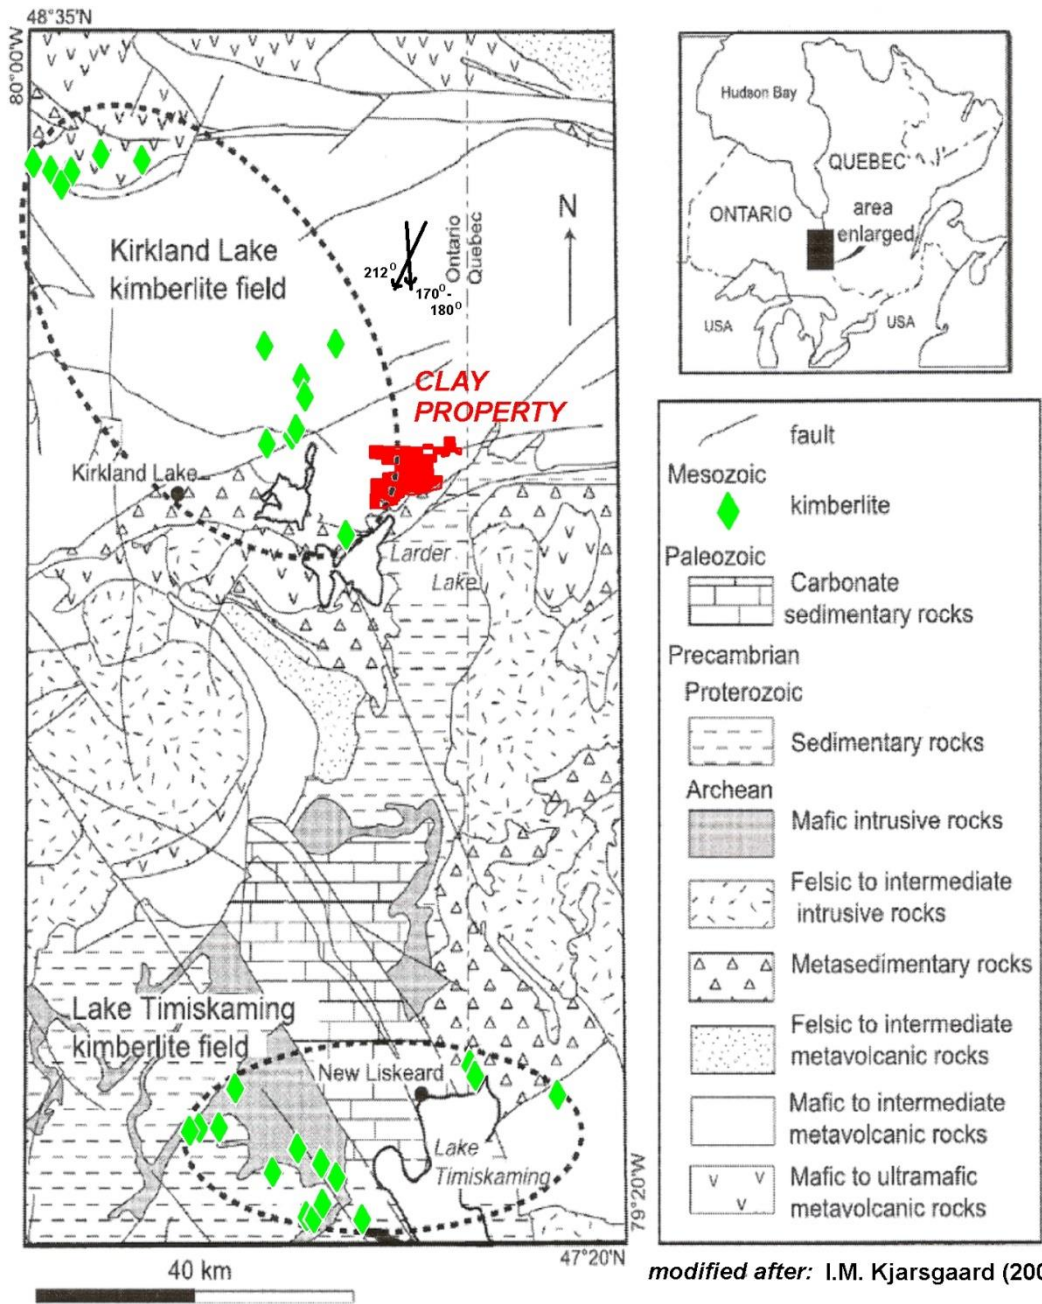 48°35'N
80°00'W
Kirkland Lake
kimberlite field
212°
170°-
180°
Ontario
Quebec
N
CLAY
PROPERTY
Kirkland Lake
Larder
Lake
Lake Timiskaming
kimberlite field
New Liskeard
Lake
Timiskaming
79°20'W
47°20'N
40 km
Hudson Bay
QUEBEC
ONTARIO
area
enlarged
USA
USA
fault
Mesozoic
kimberlite
Paleozoic
Carbonate
sedimentary rocks
Precambrian
Proterozoic
Sedimentary rocks
Archean
Mafic intrusive rocks
Felsic to intermediate
intrusive rocks
Metasedimentary rocks
Felsic to intermediate
metavolcanic rocks
Mafic to intermediate
metavolcanic rocks
Mafic to ultramafic
metavolcanic rocks
modified after: I.M. Kjarsgaard (200